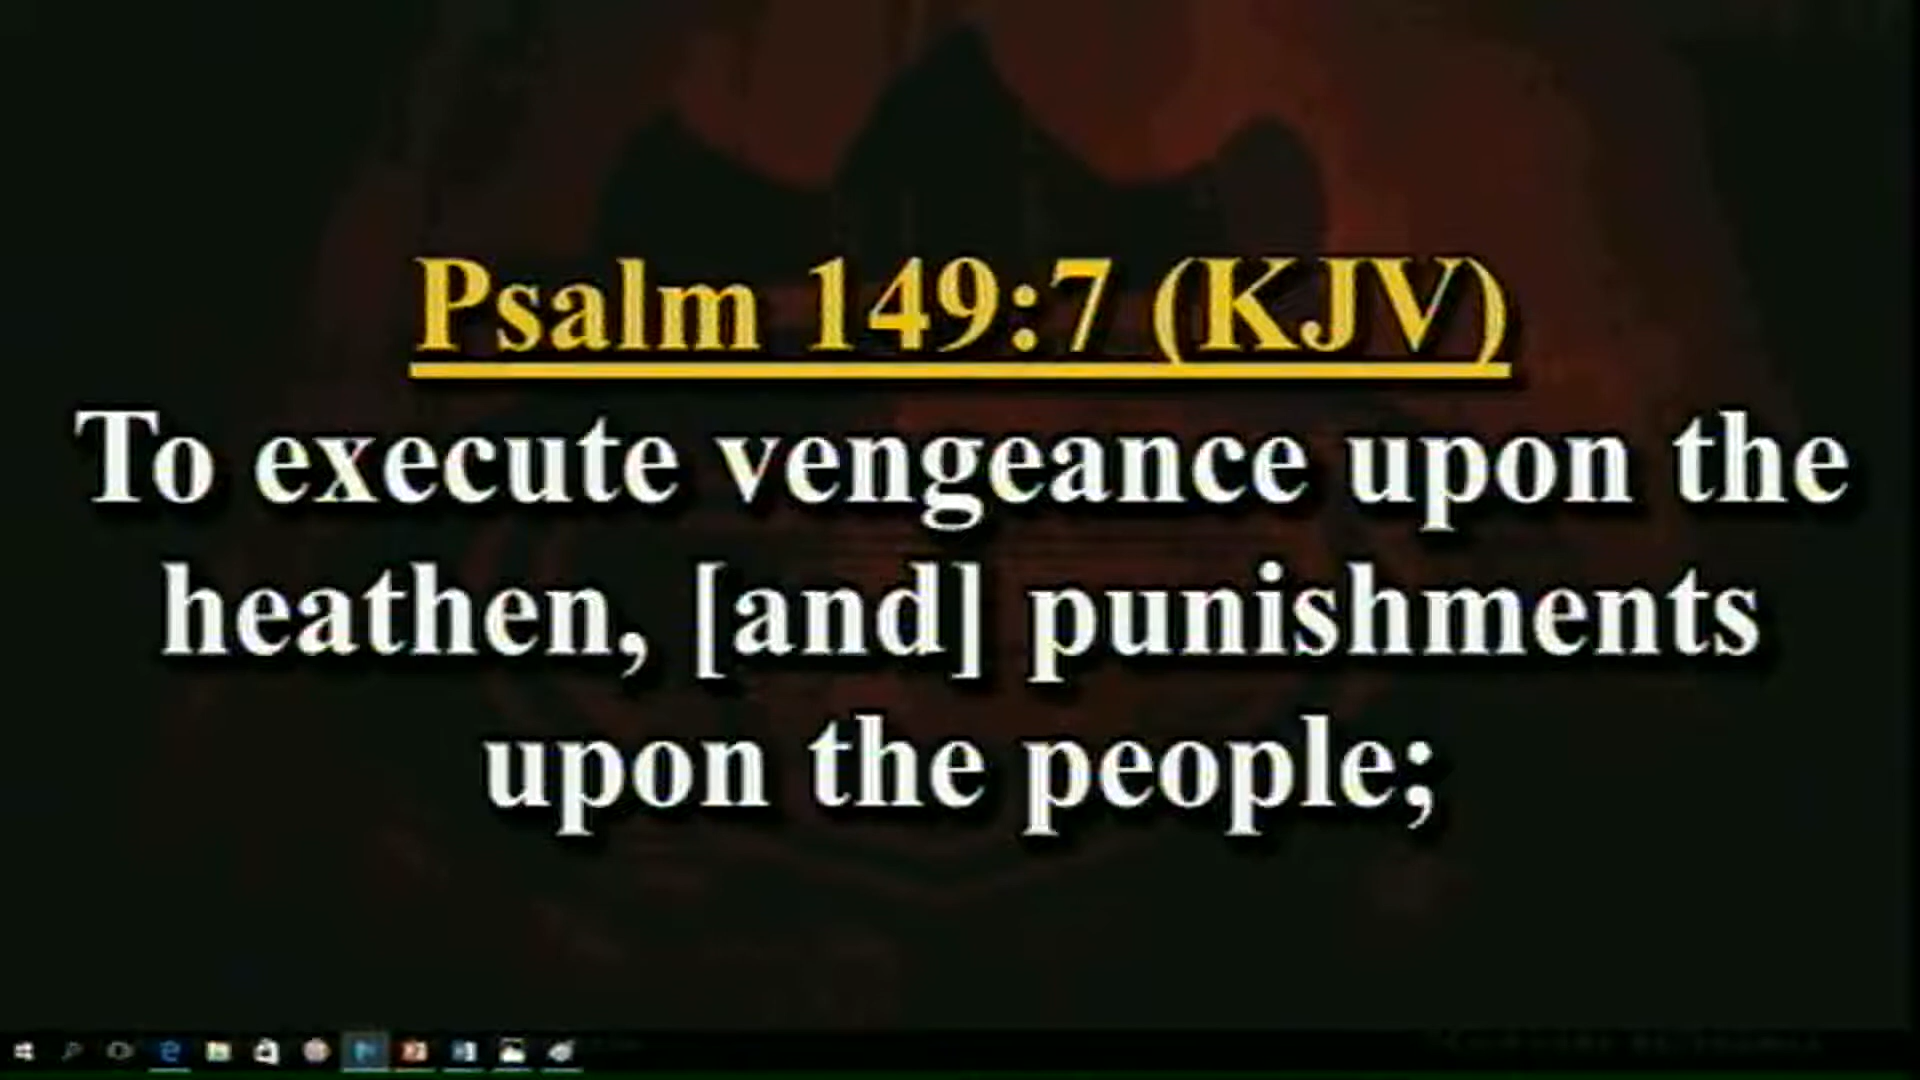 Psalm 149:7 (KJV)
To execute vengeance upon the
heathen, [and] punishments
upon the people;